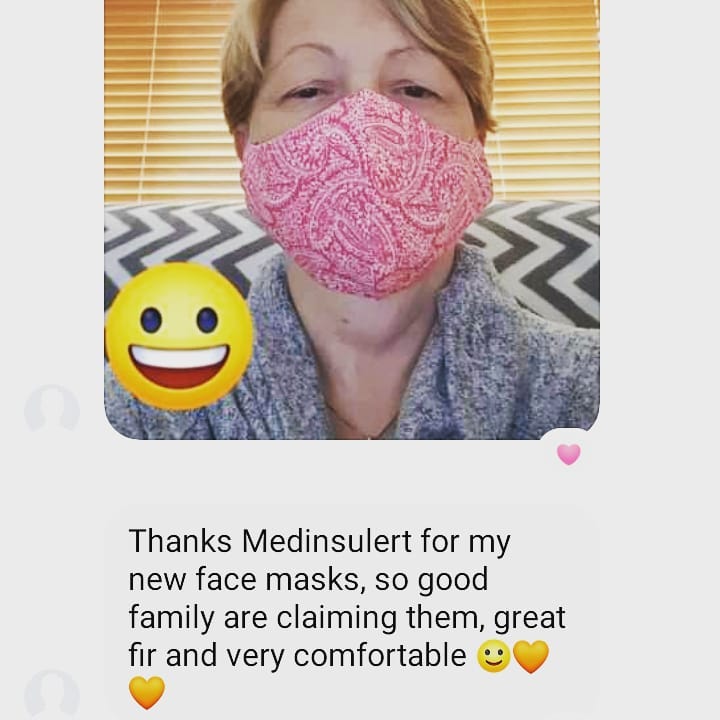 Thanks Medinsulert for my
new face masks, so good
family are claiming them, great
fir and very comfortable 🙂🧡
🧡